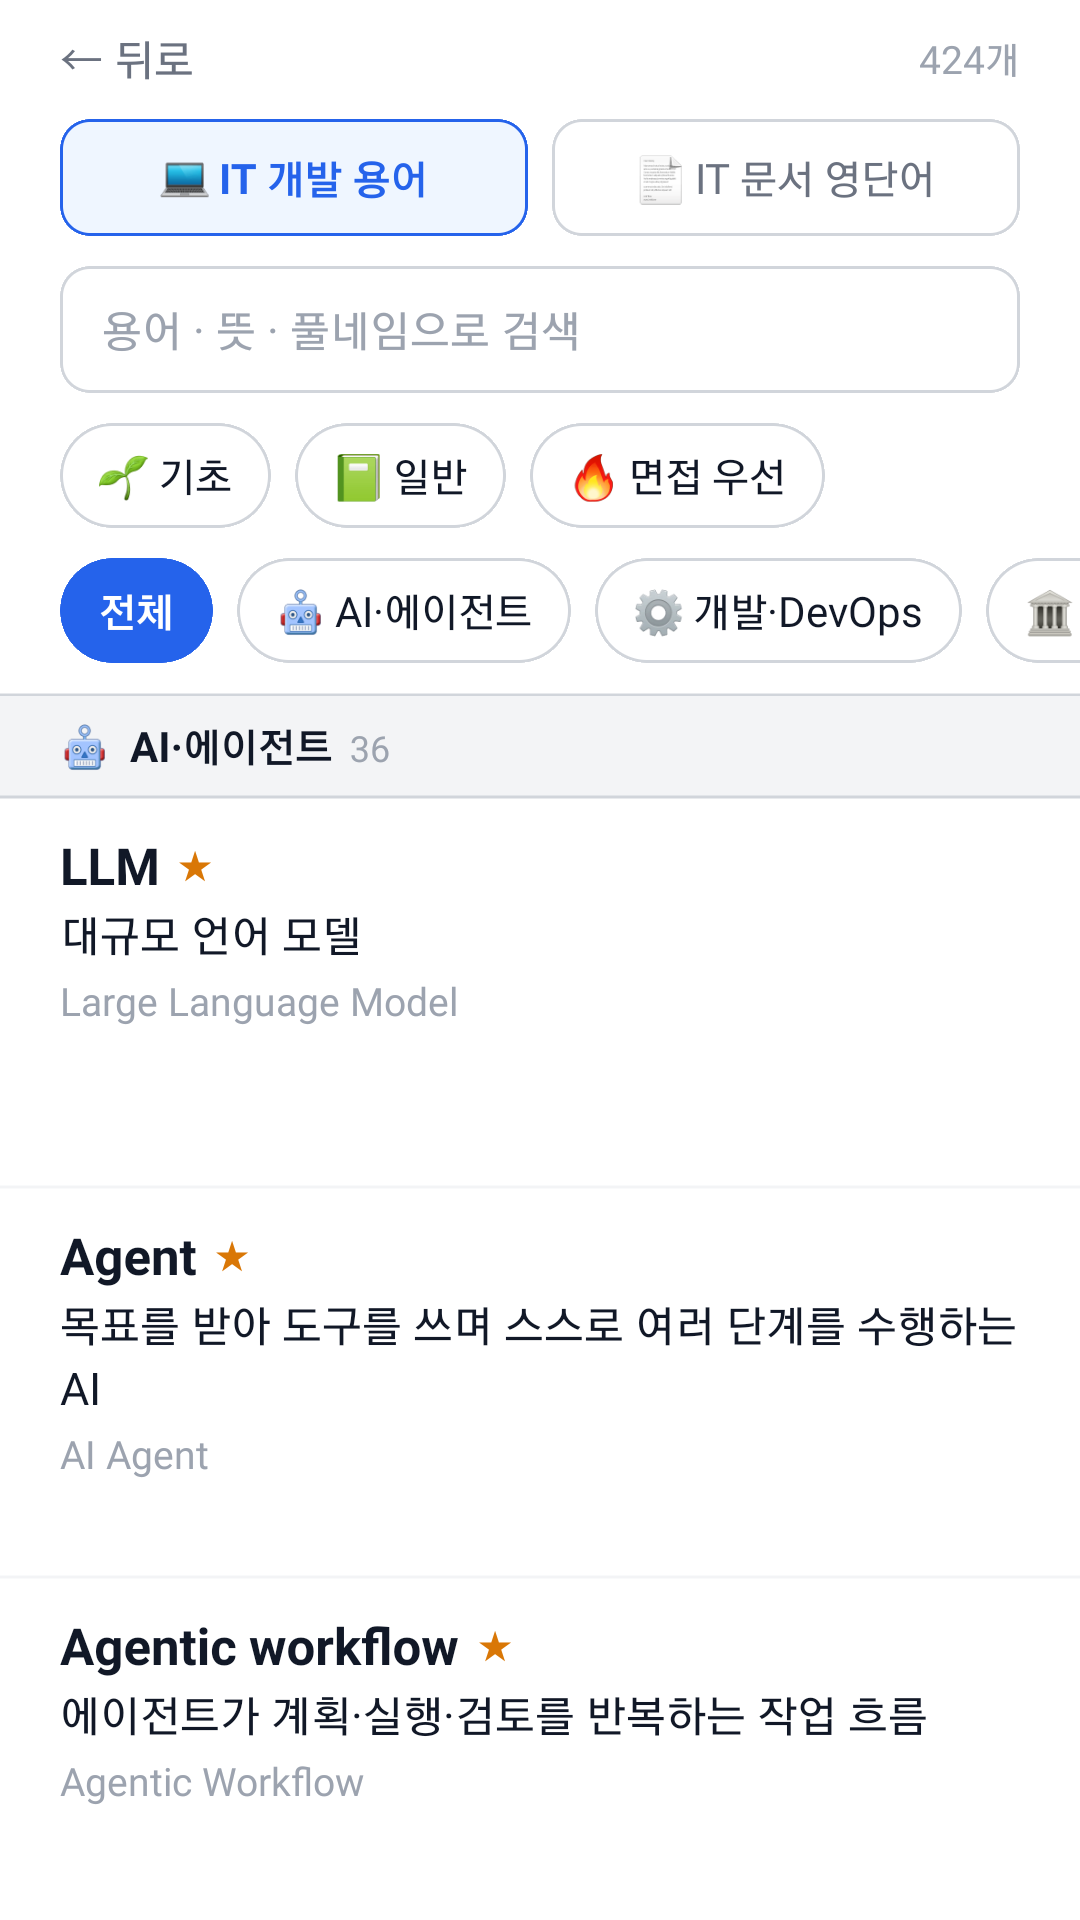 ← 뒤로
424개
💻 IT 개발 용어
📄 IT 문서 영단어
용어 · 뜻 · 풀네임으로 검색
🌱 기초
📗 일반
🔥 면접 우선
전체
🤖 AI·에이전트
⚙️ 개발·DevOps
🏛️
🤖 AI·에이전트 36
LLM ★
대규모 언어 모델
Large Language Model
Agent ★
목표를 받아 도구를 쓰며 스스로 여러 단계를 수행하는
AI
AI Agent
Agentic workflow ★
에이전트가 계획·실행·검토를 반복하는 작업 흐름
Agentic Workflow